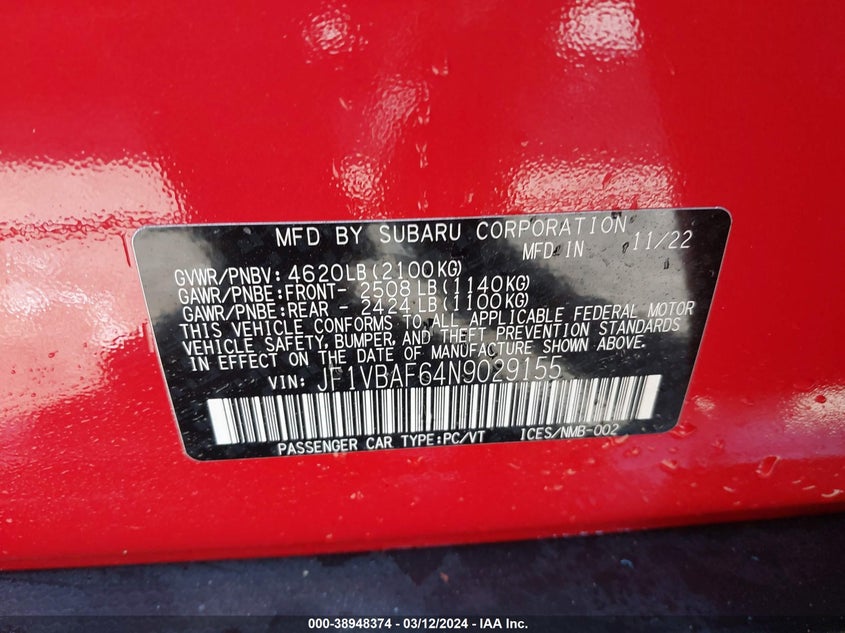 MFD BY SUBARU CORPORATION
MFD IN 11/22
GVWR/PNBV: 4620LB(2100KG)
GAWR/PNBE:FRONT- 2508 LB(1140KG)
GAWR/PNBE:REAR - 2424 LB(1100KG)
THIS VEHICLE CONFORMS TO ALL APPLICABLE FEDERAL MOTOR
VEHICLE SAFETY, BUMPER, AND THEFT PREVENTION STANDARDS
IN EFFECT ON THE DATE OF MANUFACTURE SHOWN ABOVE.
VIN: JF1VBAF64N9029155
PASSENGER CAR TYPE:PC/VT ICES/NMB-002
000-38948374 - 03/12/2024 - IAA Inc.